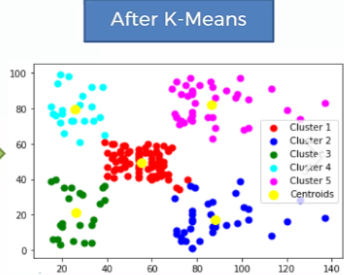 After K-Means
100
80
60
40
20
0
Cluster 1
Cluster 2
Cluster 3
Cluster 4
Cluster 5
Centroids
20 40 60 80 100 120 140